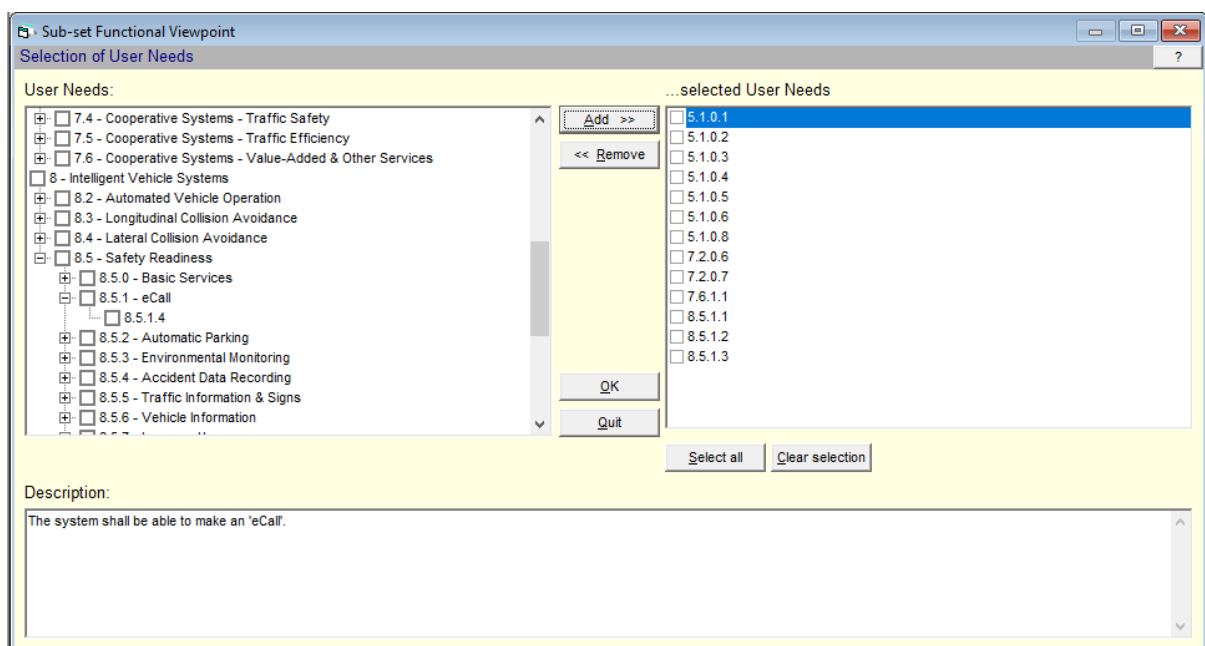 Sub-set Functional Viewpoint
Selection of User Needs
?
User Needs:
...selected User Needs
7.4 - Cooperative Systems - Traffic Safety
7.5 - Cooperative Systems - Traffic Efficiency
7.6 - Cooperative Systems - Value-Added & Other Services
8 - Intelligent Vehicle Systems
8.2 - Automated Vehicle Operation
8.3 - Longitudinal Collision Avoidance
8.4 - Lateral Collision Avoidance
8.5 - Safety Readiness
8.5.0 - Basic Services
8.5.1 - eCall
8.5.1.4
8.5.2 - Automatic Parking
8.5.3 - Environmental Monitoring
8.5.4 - Accident Data Recording
8.5.5 - Traffic Information & Signs
8.5.6 - Vehicle Information
Add >>
<< Remove
OK
Quit
5.1.0.1
5.1.0.2
5.1.0.3
5.1.0.4
5.1.0.5
5.1.0.6
5.1.0.8
7.2.0.6
7.2.0.7
7.6.1.1
8.5.1.1
8.5.1.2
8.5.1.3
Select all
Clear selection
Description:
The system shall be able to make an 'eCall'.